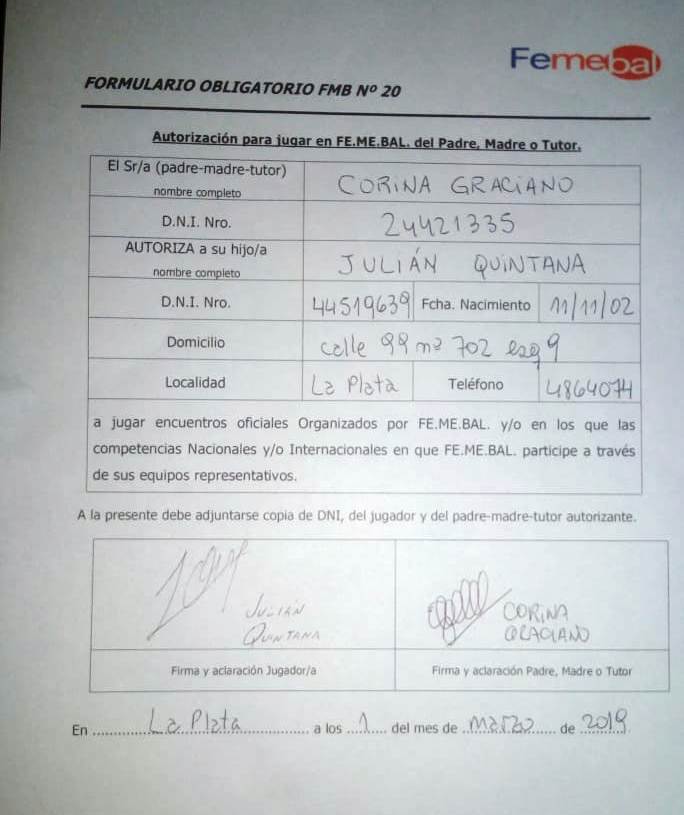 Femebal
FORMULARIO OBLIGATORIO FMB Nº 20
Autorización para jugar en FE.ME.BAL. del Padre, Madre o Tutor.
El Sr/a (padre-madre-tutor)
nombre completo
CORINA GRACIANO
D.N.I. Nro. 24421335
AUTORIZA a su hijo/a
nombre completo
JULIÁN QUINTANA
D.N.I. Nro. 44519639 Fcha. Nacimiento 11/11/02
Domicilio calle 99 nº 702 esq 9
Localidad La Plata Teléfono 4864074
a jugar encuentros oficiales Organizados por FE.ME.BAL. y/o en los que las
competencias Nacionales y/o Internacionales en que FE.ME.BAL. participe a través
de sus equipos representativos.
A la presente debe adjuntarse copia de DNI, del jugador y del padre-madre-tutor autorizante.
JULIÁN
QUINTANA
CORINA
GRACIANO
Firma y aclaración Jugador/a Firma y aclaración Padre, Madre o Tutor
En La Plata a los 1 del mes de Marzo de 2019